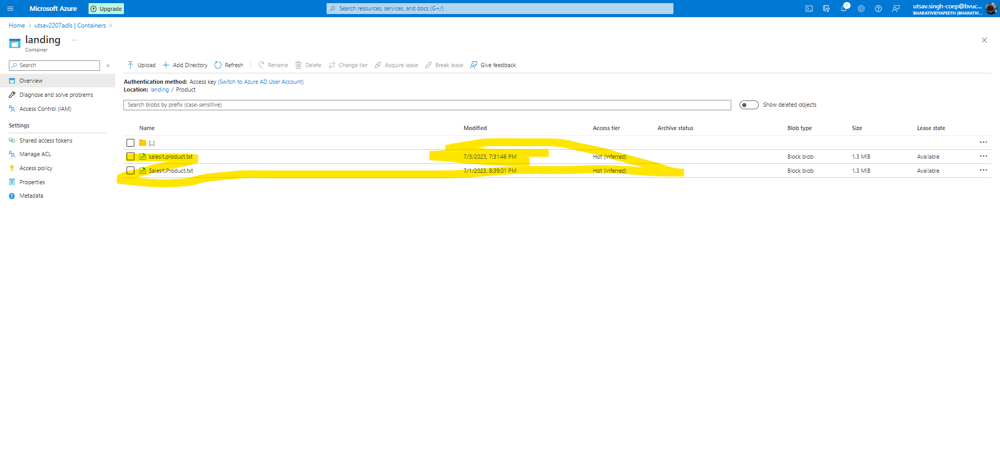 Microsoft Azure
Upgrade
Search resources, services, and docs (G+/)
1
utsav.singh-coep@bvuc...
BHARATIVIDYAPEETH (BHARATIV...
Home > utsav2207adls | Containers >
landing ...
Container
Search «
Upload Add Directory Refresh Rename Delete Change tier Acquire lease Break lease Give feedback
Overview
Diagnose and solve problems
Access Control (IAM)
Settings
Shared access tokens
Manage ACL
Access policy
Properties
Metadata
Authentication method: Access key (Switch to Azure AD User Account)
Location: landing / Product
Search blobs by prefix (case-sensitive)
Show deleted objects
Name Modified Access tier Archive status Blob type Size Lease state
[..] ...
saleslt.product.txt 7/3/2023, 7:31:46 PM Hot (Inferred) Block blob 1.3 MiB Available ...
Saleslt.Product.txt 7/1/2023, 8:39:01 PM Hot (Inferred) Block blob 1.3 MiB Available ...